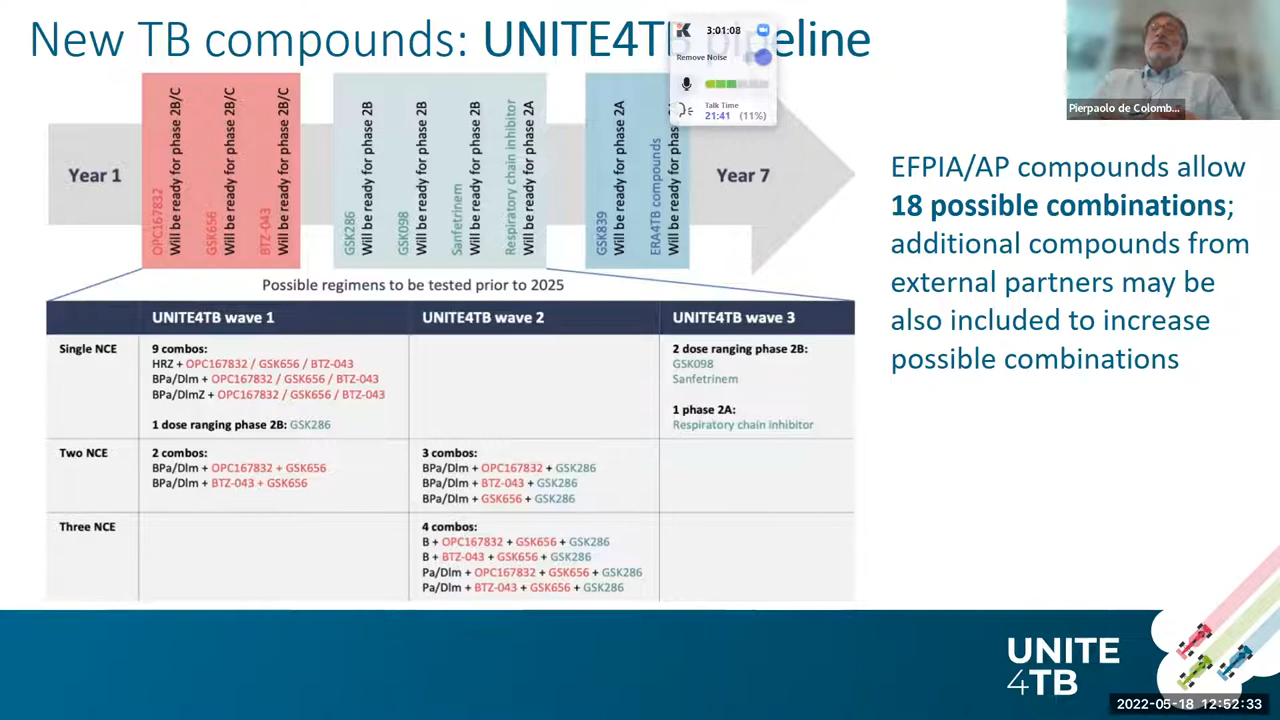 New TB compounds: UNITE4TB pipeline
3:01:08
Remove Noise
Talk Time
21:41 (11%)
Pierpaolo de Colomb...
Year 1
OPC167832
Will be ready for phase 2B/C
GSK656
Will be ready for phase 2B/C
BTZ-043
Will be ready for phase 2B/C
GSK286
Will be ready for phase 2B
GSK098
Will be ready for phase 2B
Sanfetrinem
Will be ready for phase 2B
Respiratory chain inhibitor
Will be ready for phase 2A
GSK839
Will be ready for phase 2A
ERA4TB compounds
Will be ready for phas
Year 7
EFPIA/AP compounds allow
18 possible combinations;
additional compounds from
external partners may be
also included to increase
possible combinations
Possible regimens to be tested prior to 2025
UNITE4TB wave 1
UNITE4TB wave 2
UNITE4TB wave 3
Single NCE
9 combos:
HRZ + OPC167832 / GSK656 / BTZ-043
BPa/Dlm + OPC167832 / GSK656 / BTZ-043
BPa/DlmZ + OPC167832 / GSK656 / BTZ-043
1 dose ranging phase 2B: GSK286
2 dose ranging phase 2B:
GSK098
Sanfetrinem
1 phase 2A:
Respiratory chain inhibitor
Two NCE
2 combos:
BPa/Dlm + OPC167832 + GSK656
BPa/Dlm + BTZ-043 + GSK656
3 combos:
BPa/Dlm + OPC167832 + GSK286
BPa/Dlm + BTZ-043 + GSK286
BPa/Dlm + GSK656 + GSK286
Three NCE
4 combos:
B + OPC167832 + GSK656 + GSK286
B + BTZ-043 + GSK656 + GSK286
Pa/Dlm + OPC167832 + GSK656 + GSK286
Pa/Dlm + BTZ-043 + GSK656 + GSK286
UNITE
4TB
2022-05-18 12:52:33